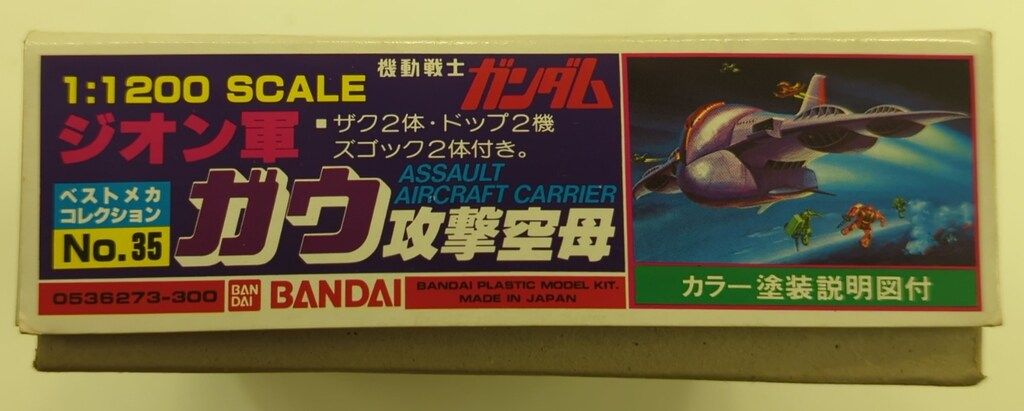 1:1200 SCALE
機動戦士 ガンダム
ジオン軍
■ザク2体・ドップ2機
ズゴック2体付き。
ASSAULT
AIRCRAFT CARRIER
ベストメカ
コレクション
No.35
ガウ攻撃空母
0536273-300
BAN
DAI
BANDAI
BANDAI PLASTIC MODEL KIT.
MADE IN JAPAN
カラー塗装説明図付